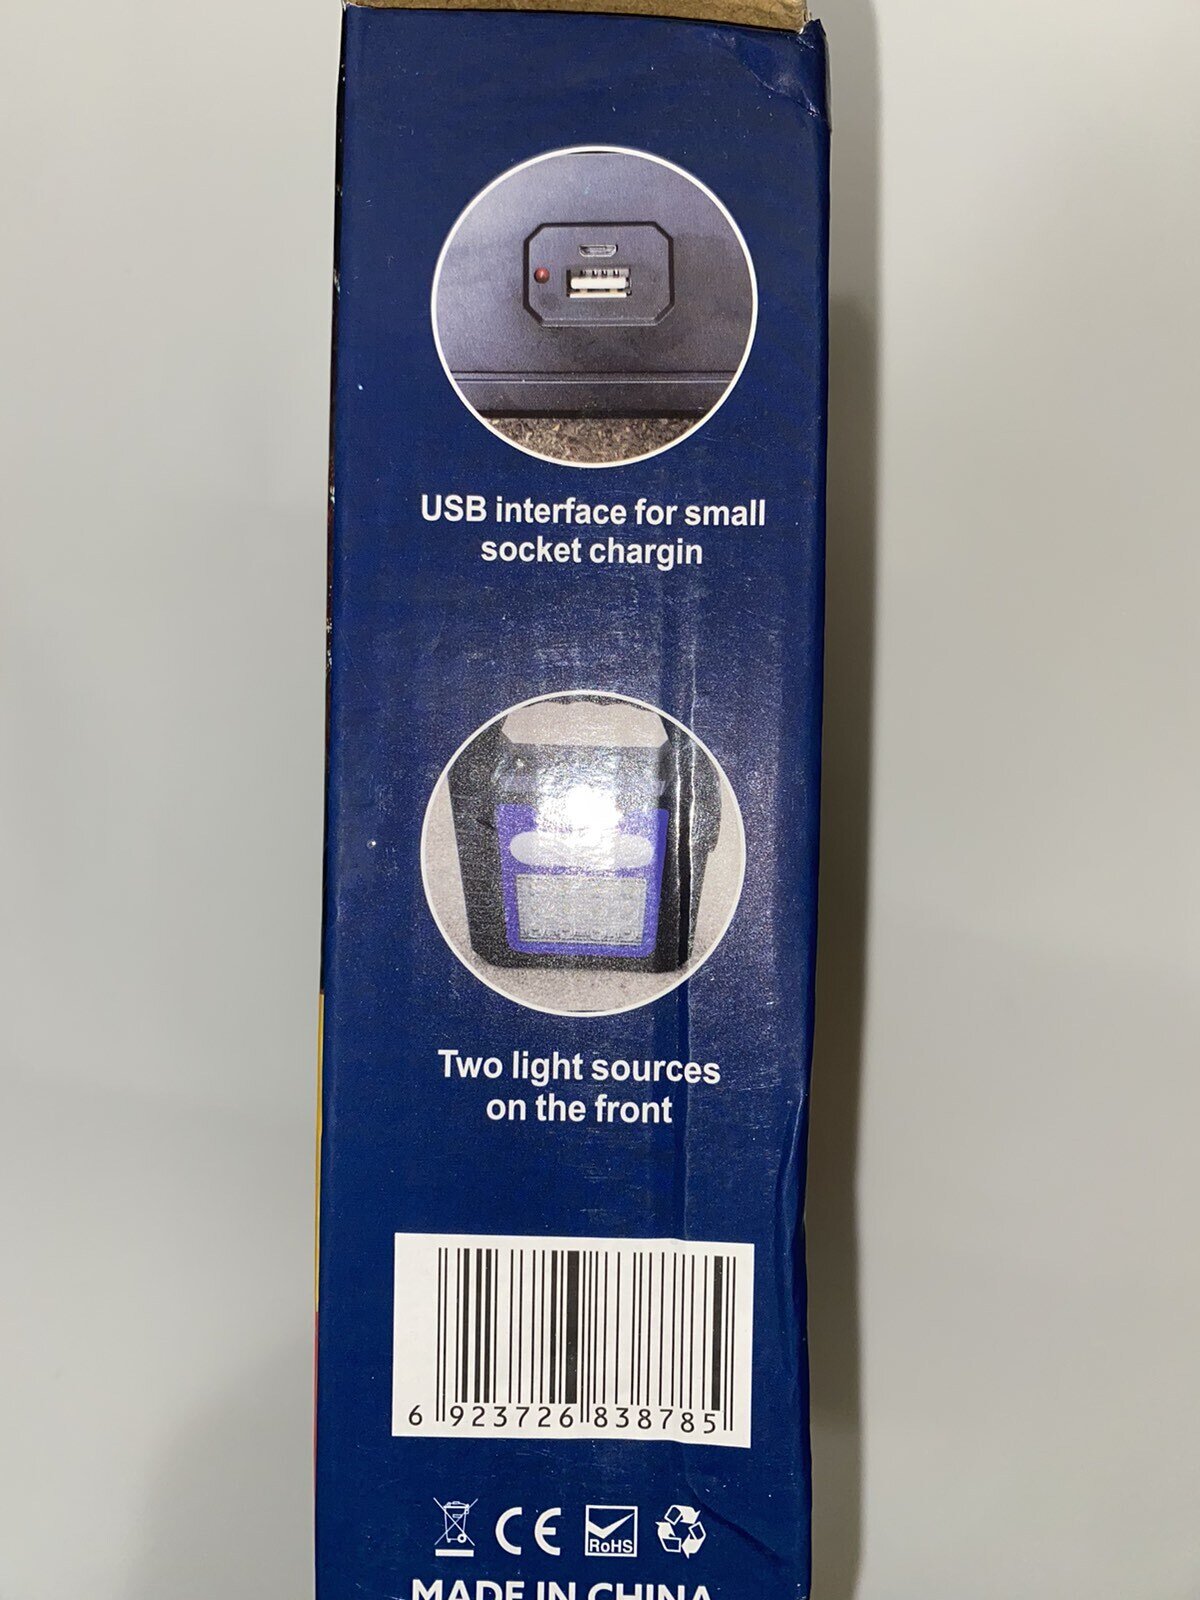 USB interface for small
socket chargin
Two light sources
on the front
6 923726 838785
CE
RoHS
MADE IN CHINA